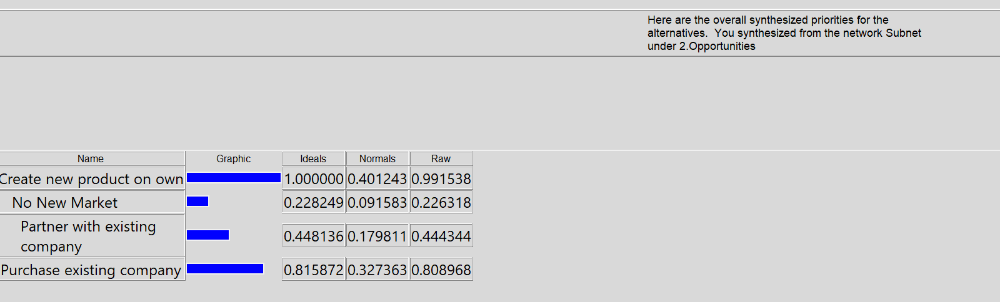 Here are the overall synthesized priorities for the
alternatives.  You synthesized from the network Subnet
under 2.Opportunities
Name Graphic Ideals Normals Raw
Create new product on own 1.000000 0.401243 0.991538
No New Market 0.228249 0.091583 0.226318
Partner with existing
company 0.448136 0.179811 0.444344
Purchase existing company 0.815872 0.327363 0.808968